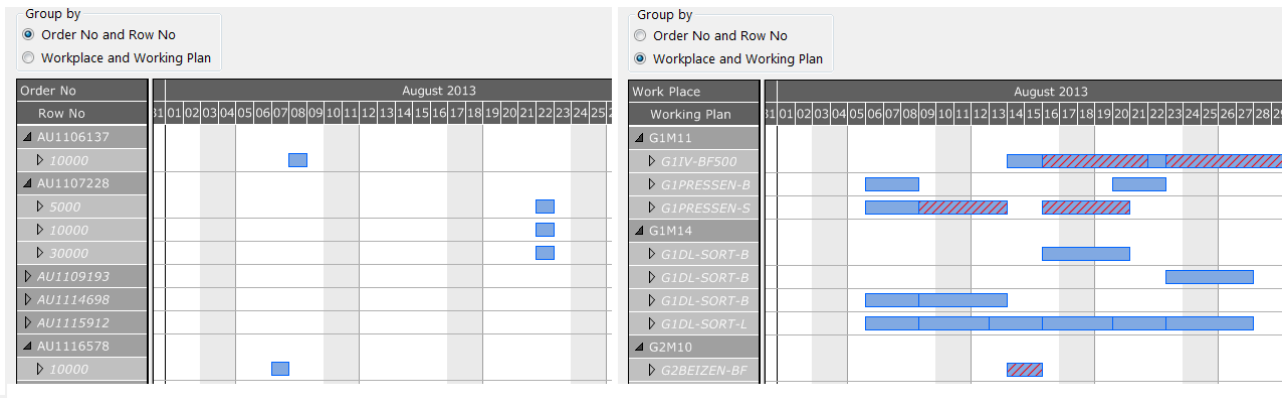 Group by
Order No and Row No
Workplace and Working Plan
Order No
August 2013
Row No
31 01 02 03 04 05 06 07 08 09 10 11 12 13 14 15 16 17 18 19 20 21 22 23 24 25
AU1106137
10000
AU1107228
5000
10000
30000
AU1109193
AU1114698
AU1115912
AU1116578
10000
Group by
Order No and Row No
Workplace and Working Plan
Work Place
August 2013
Working Plan
31 01 02 03 04 05 06 07 08 09 10 11 12 13 14 15 16 17 18 19 20 21 22 23 24 25 26 27 28 29
G1M11
G1IV-BF500
G1PRESSEN-B
G1PRESSEN-S
G1M14
G1DL-SORT-B
G1DL-SORT-B
G1DL-SORT-B
G1DL-SORT-L
G2M10
G2BEIZEN-BF